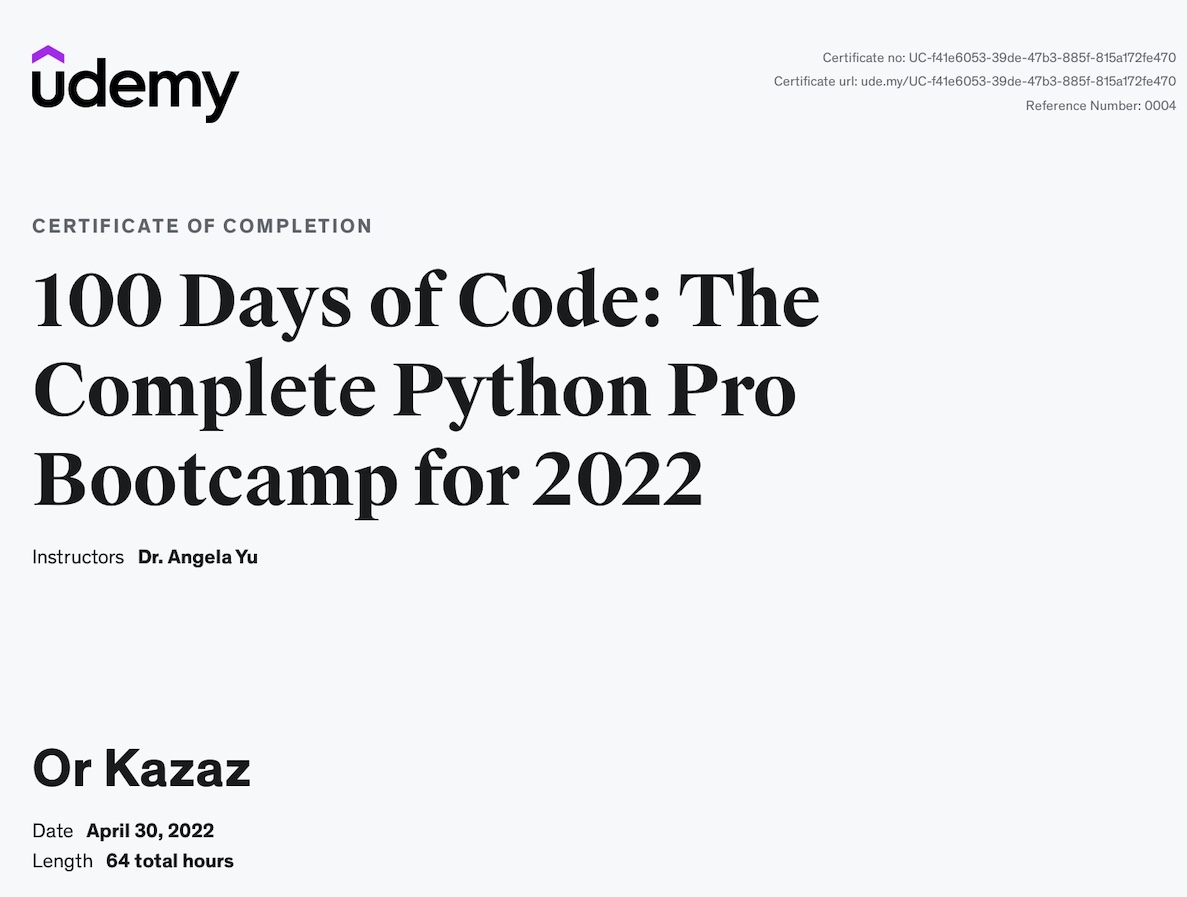 udemy
Certificate no: UC-f41e6053-39de-47b3-885f-815a172fe470
Certificate url: ude.my/UC-f41e6053-39de-47b3-885f-815a172fe470
Reference Number: 0004
CERTIFICATE OF COMPLETION
100 Days of Code: The
Complete Python Pro
Bootcamp for 2022
Instructors Dr. Angela Yu
Or Kazaz
Date April 30, 2022
Length 64 total hours